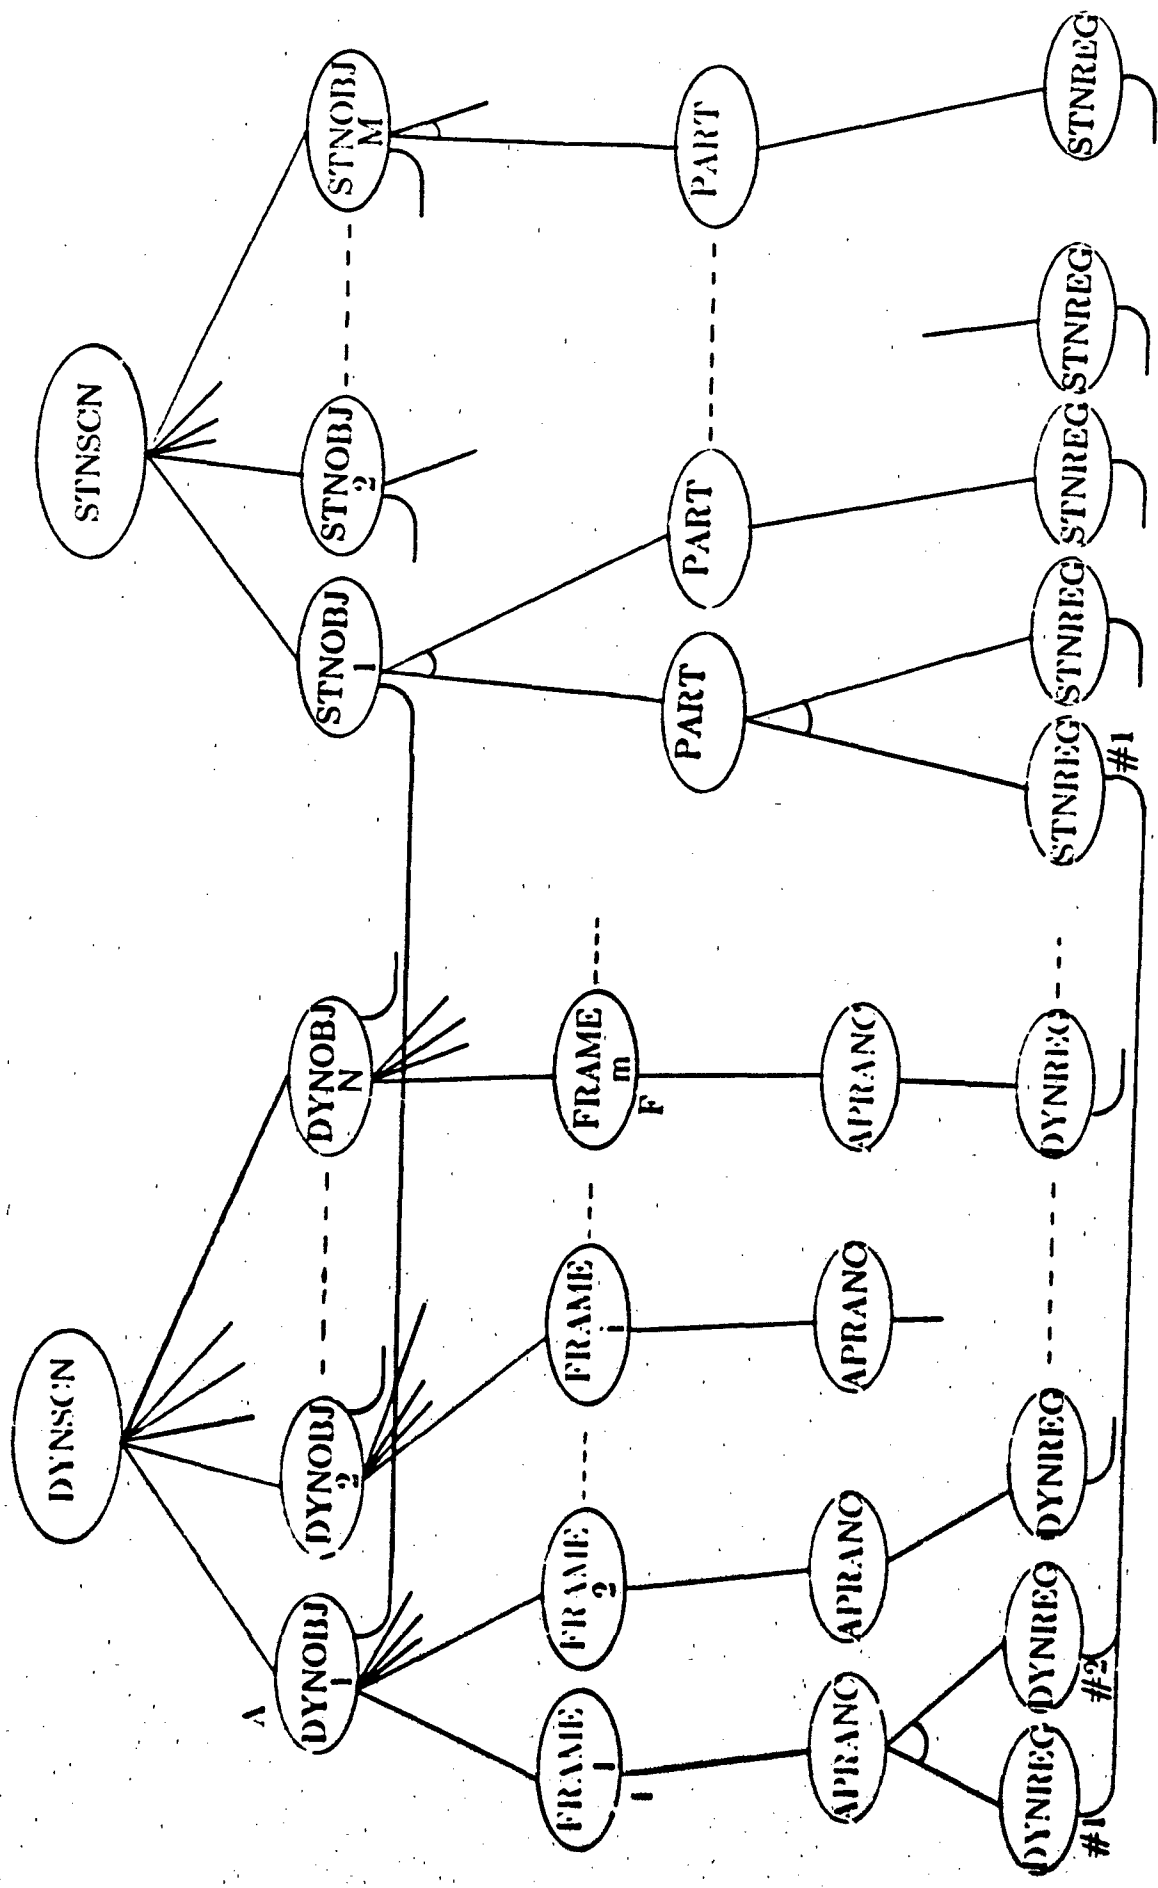 DYNSCN
STNSCN
A
DYNOBJ
1
DYNOBJ
2
DYNOBJ
N
STNOBJ
1
STNOBJ
2
STNOBJ
M
FRAME
1
I
FRAME
2
FRAME
i
FRAME
m
F
PART
PART
PART
APRANC
APRANC
APRANC
APRANC
DYNREG
#1
DYNREG
#2
DYNREG
DYNREG
STNREG
#1
STNREG
STNREG
STNREG
STNREG